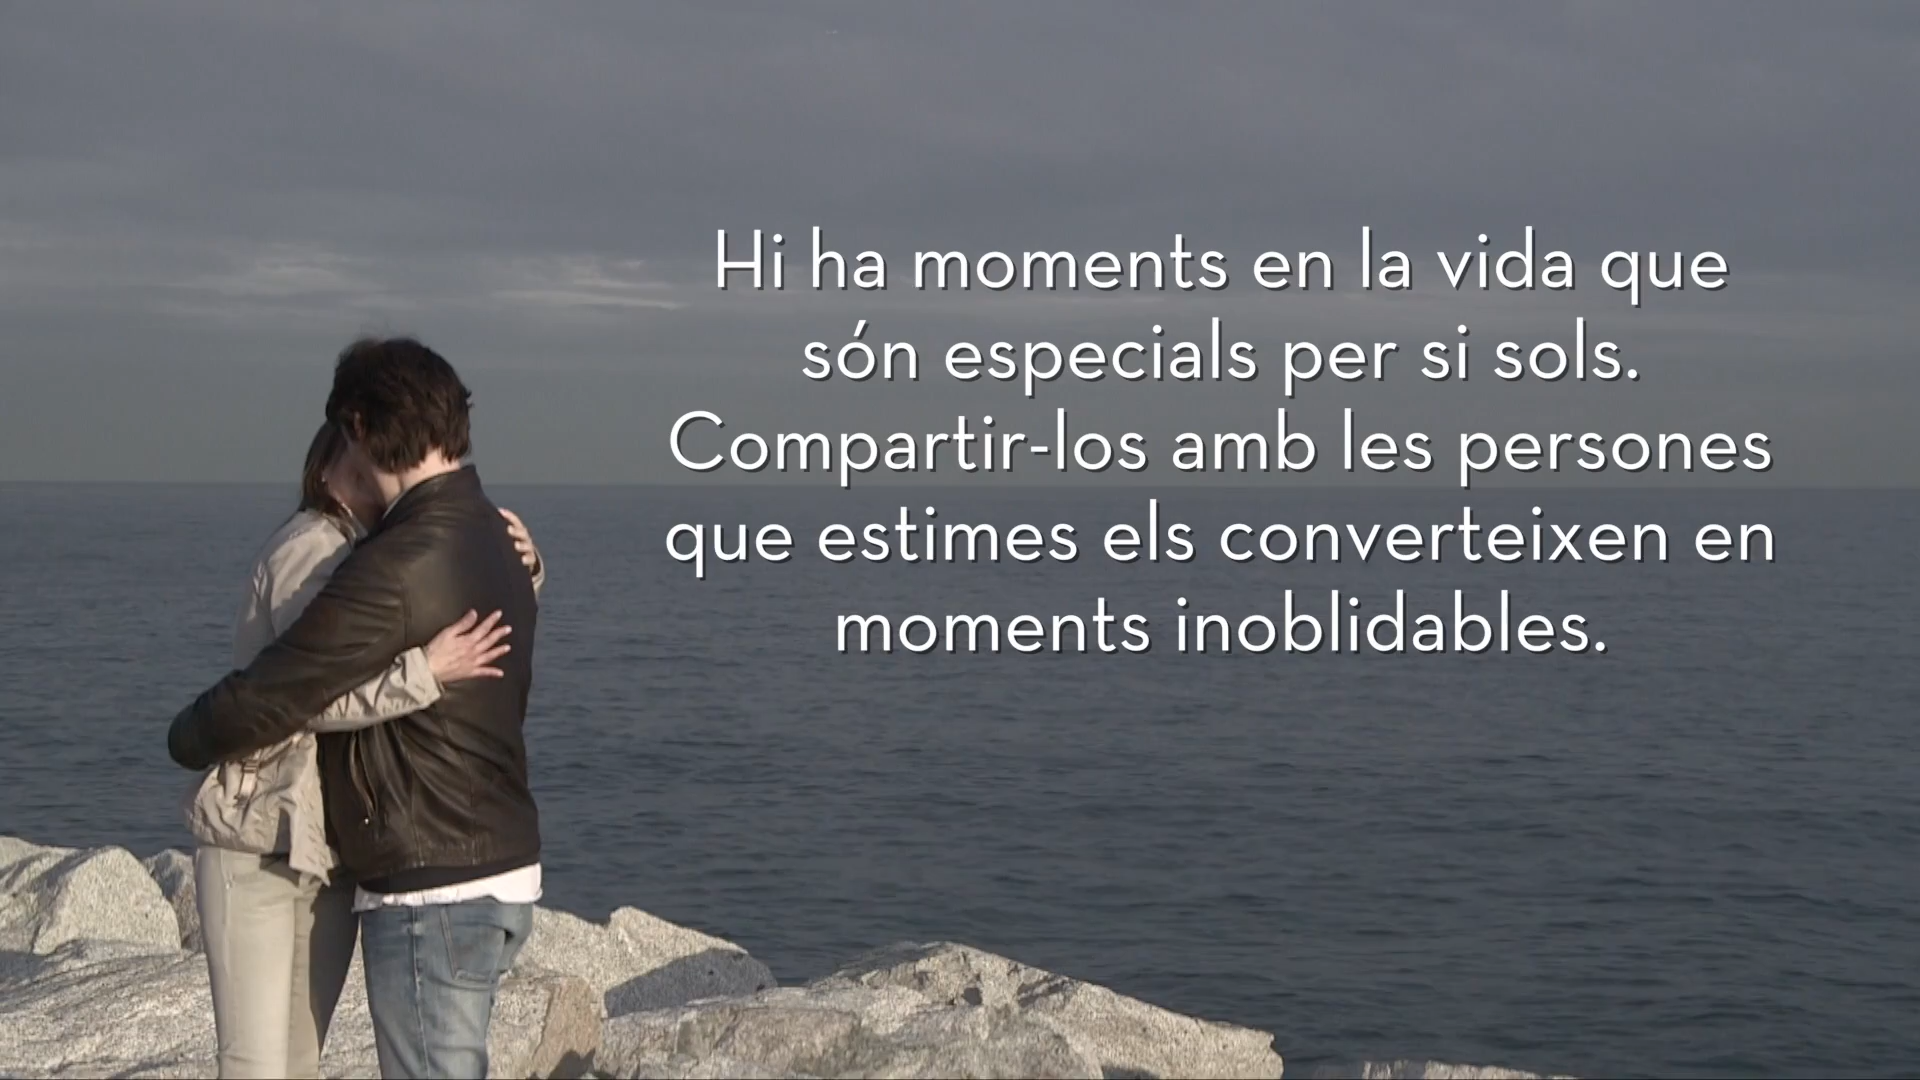 Hi ha moments en la vida que
són especials per si sols.
Compartir-los amb les persones
que estimes els converteixen en
moments inoblidables.